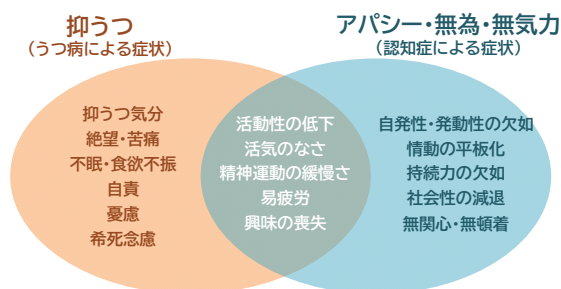 抑うつ
（うつ病による症状）
アパシー・無為・無気力
（認知症による症状）
抑うつ気分
絶望・苦痛
不眠・食欲不振
自責
憂慮
希死念慮
活動性の低下
活気のなさ
精神運動の緩慢さ
易疲労
興味の喪失
自発性・発動性の欠如
情動の平板化
持続力の欠如
社会性の減退
無関心・無頓着